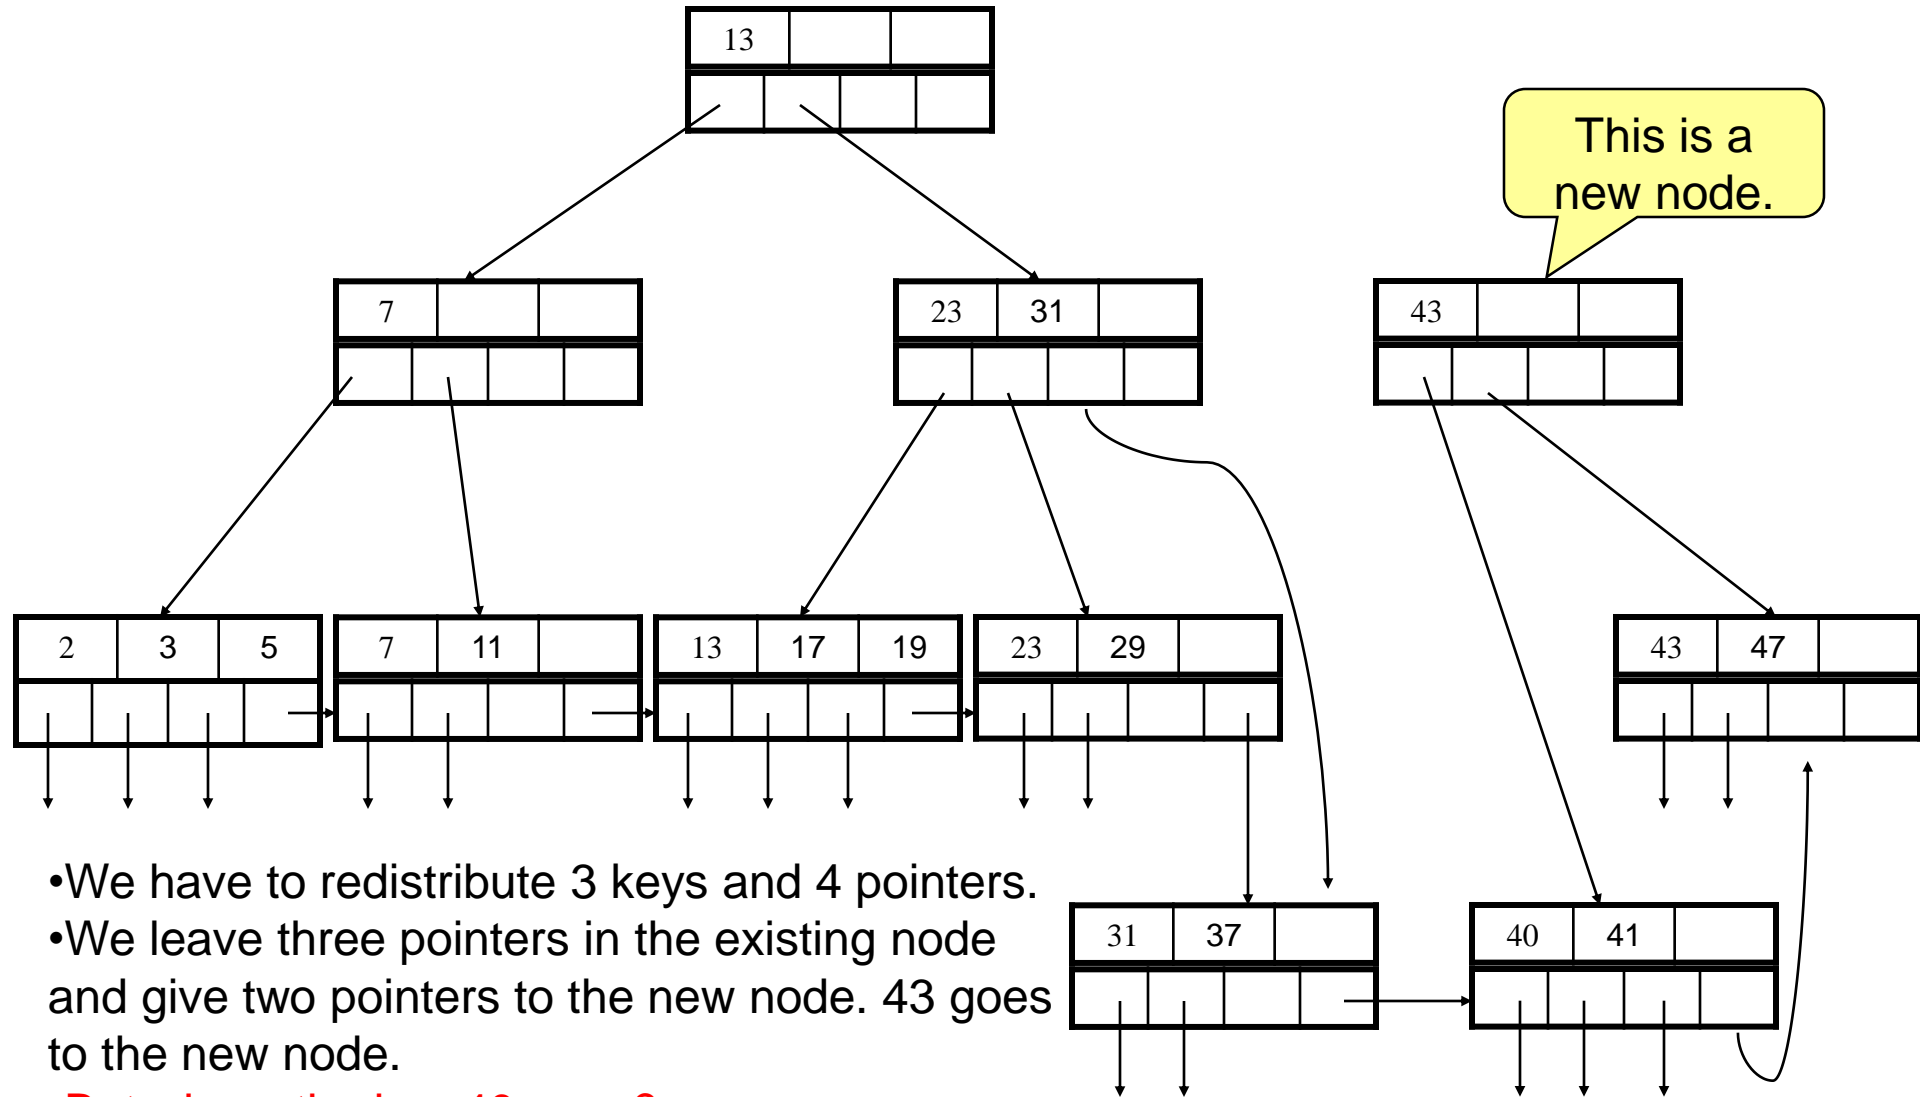 13
This is a
new node.
7
23 31
43
2 3 5
7 11
13 17 19
23 29
43 47
•We have to redistribute 3 keys and 4 pointers.
•We leave three pointers in the existing node
and give two pointers to the new node. 43 goes
to the new node.
31 37
40 41